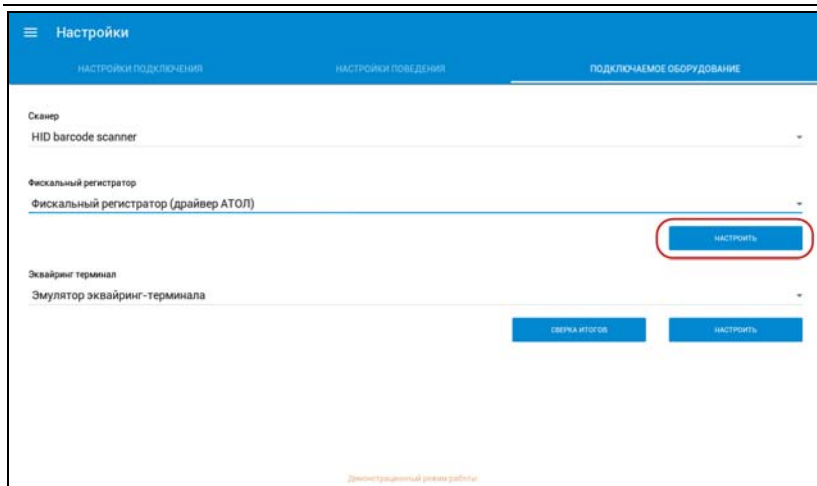 Настройки
НАСТРОЙКИ ПОДКЛЮЧЕНИЯ НАСТРОЙКИ ПОВЕДЕНИЯ ПОДКЛЮЧАЕМОЕ ОБОРУДОВАНИЕ
Сканер
HID barcode scanner
Фискальный регистратор
Фискальный регистратор (драйвер АТОЛ)
НАСТРОИТЬ
Эквайринг терминал
Эмулятор эквайринг-терминала
СВЕРКА ИТОГОВ НАСТРОИТЬ
Демонстрационный режим работы